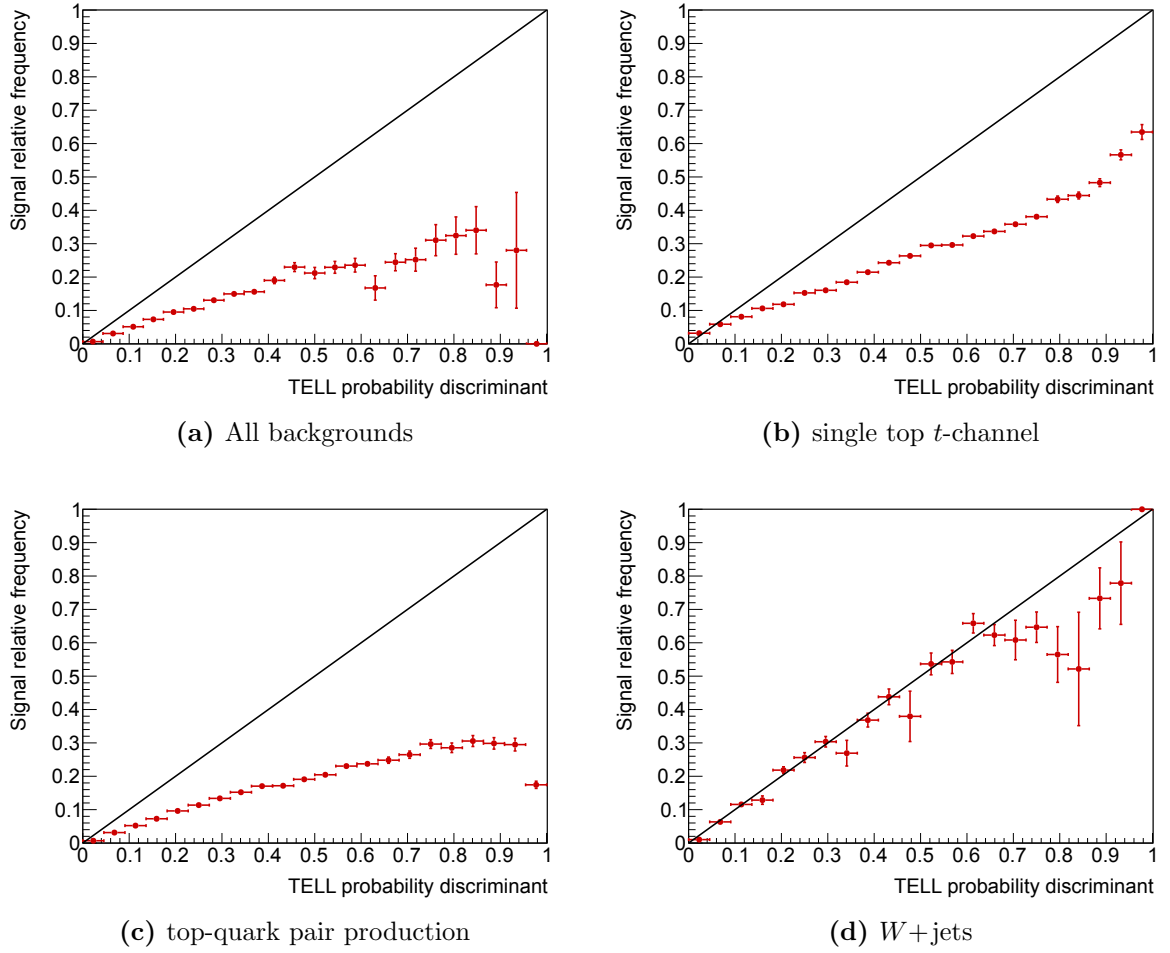 Signal relative frequency
1
0.9
0.8
0.7
0.6
0.5
0.4
0.3
0.2
0.1
0
0 0.1 0.2 0.3 0.4 0.5 0.6 0.7 0.8 0.9 1
TELL probability discriminant
(a) All backgrounds
Signal relative frequency
1
0.9
0.8
0.7
0.6
0.5
0.4
0.3
0.2
0.1
0
0 0.1 0.2 0.3 0.4 0.5 0.6 0.7 0.8 0.9 1
TELL probability discriminant
(b) single top t-channel
Signal relative frequency
1
0.9
0.8
0.7
0.6
0.5
0.4
0.3
0.2
0.1
0
0 0.1 0.2 0.3 0.4 0.5 0.6 0.7 0.8 0.9 1
TELL probability discriminant
(c) top-quark pair production
Signal relative frequency
1
0.9
0.8
0.7
0.6
0.5
0.4
0.3
0.2
0.1
0
0 0.1 0.2 0.3 0.4 0.5 0.6 0.7 0.8 0.9 1
TELL probability discriminant
(d) W+jets